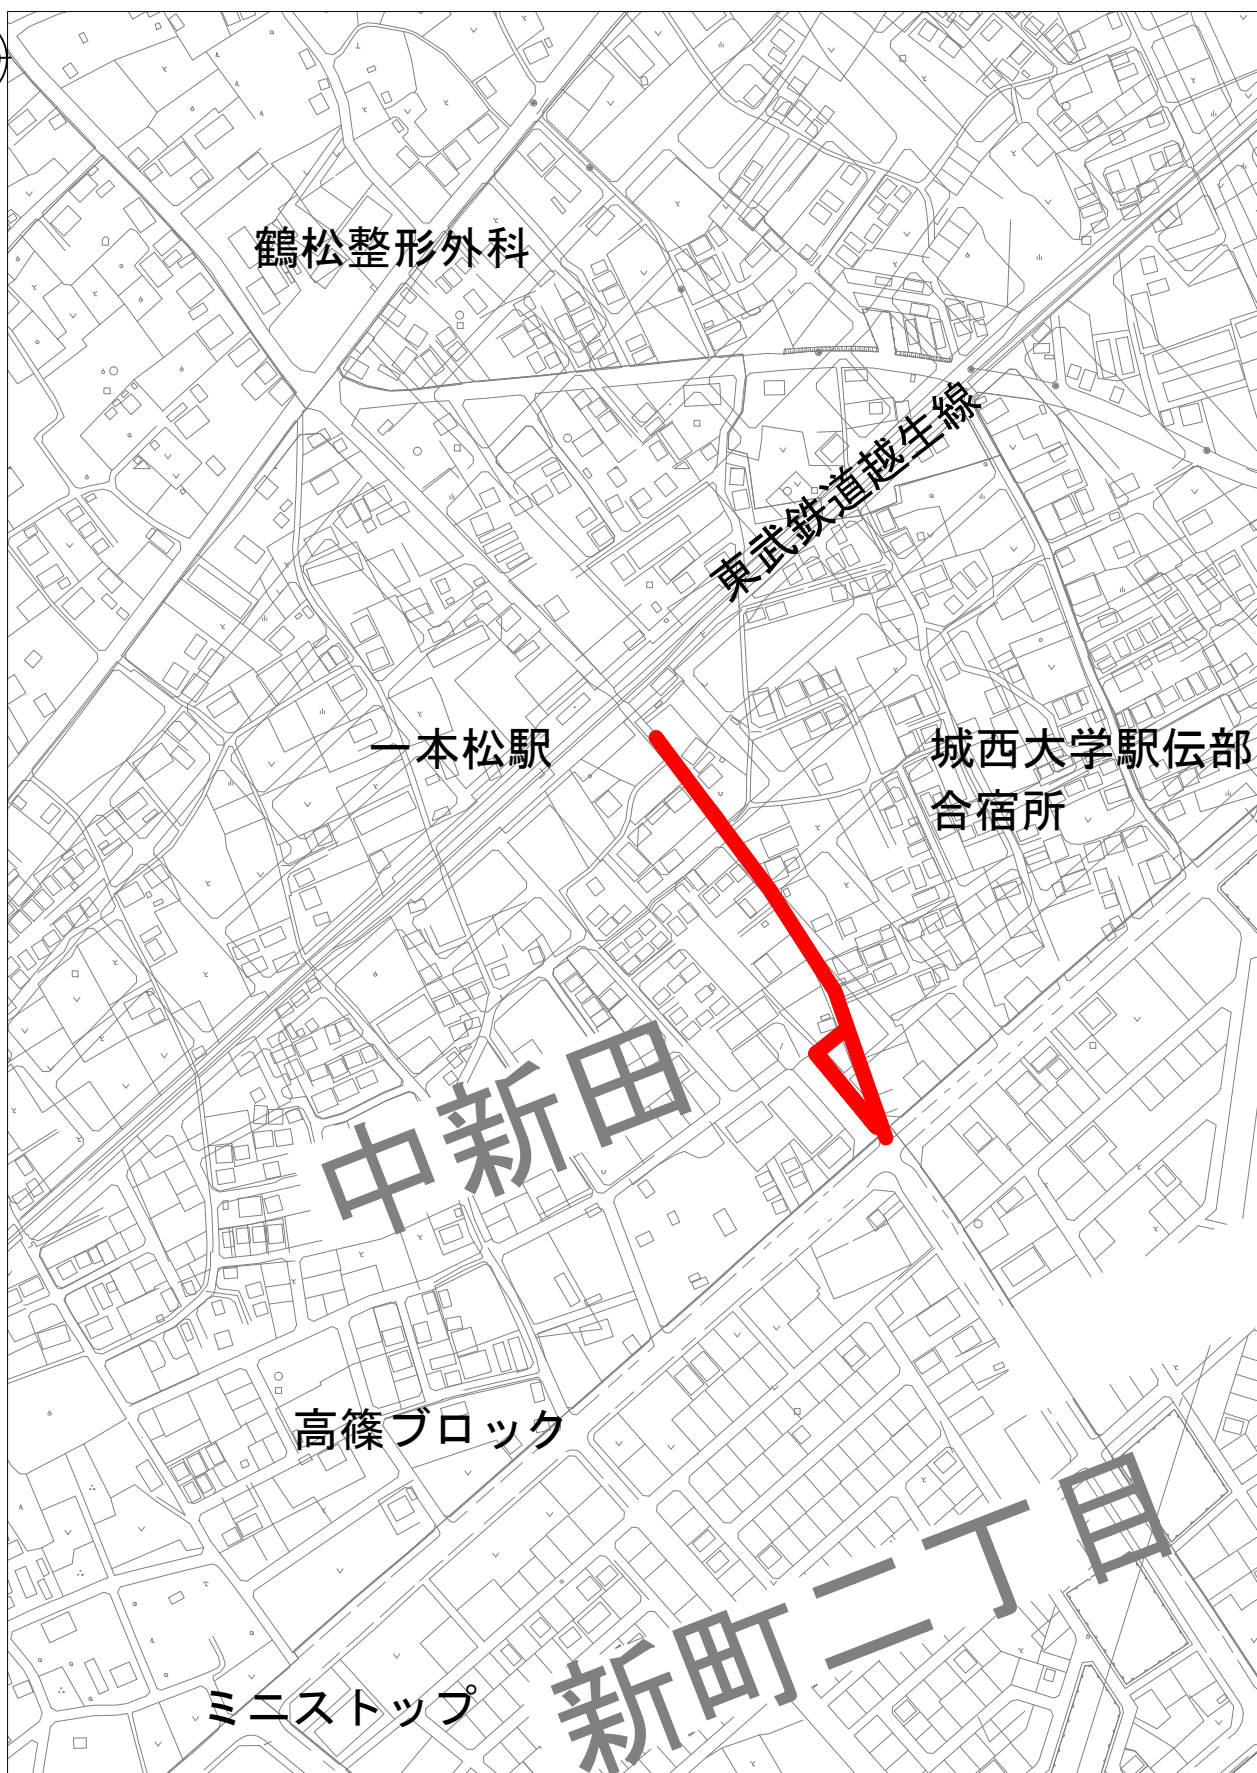 鶴松整形外科
東武鉄道越生線
一本松駅
城西大学駅伝部
合宿所
中新田
高篠ブロック
新町二丁目
ミニストップ